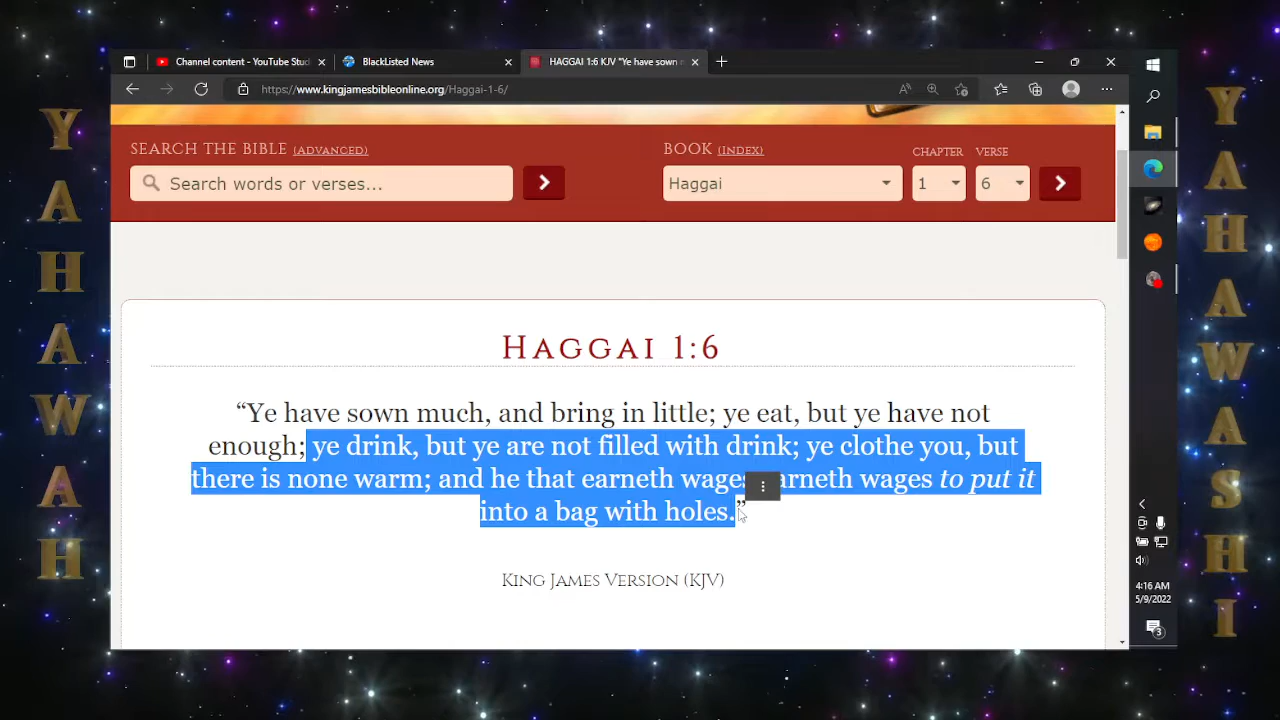 Channel content - YouTube Stud
BlackListed News
HAGGAI 1:6 KJV "Ye have sown m
https://www.kingjamesbibleonline.org/Haggai-1-6/
SEARCH THE BIBLE (ADVANCED)
BOOK (INDEX)
CHAPTER
VERSE
Search words or verses...
Haggai
1
6
HAGGAI 1:6
“Ye have sown much, and bring in little; ye eat, but ye have not
enough; ye drink, but ye are not filled with drink; ye clothe you, but
there is none warm; and he that earneth wages earneth wages to put it
into a bag with holes.”
KING JAMES VERSION (KJV)
4:16 AM
5/9/2022
3
YAHAWAH
YAHAWASHI